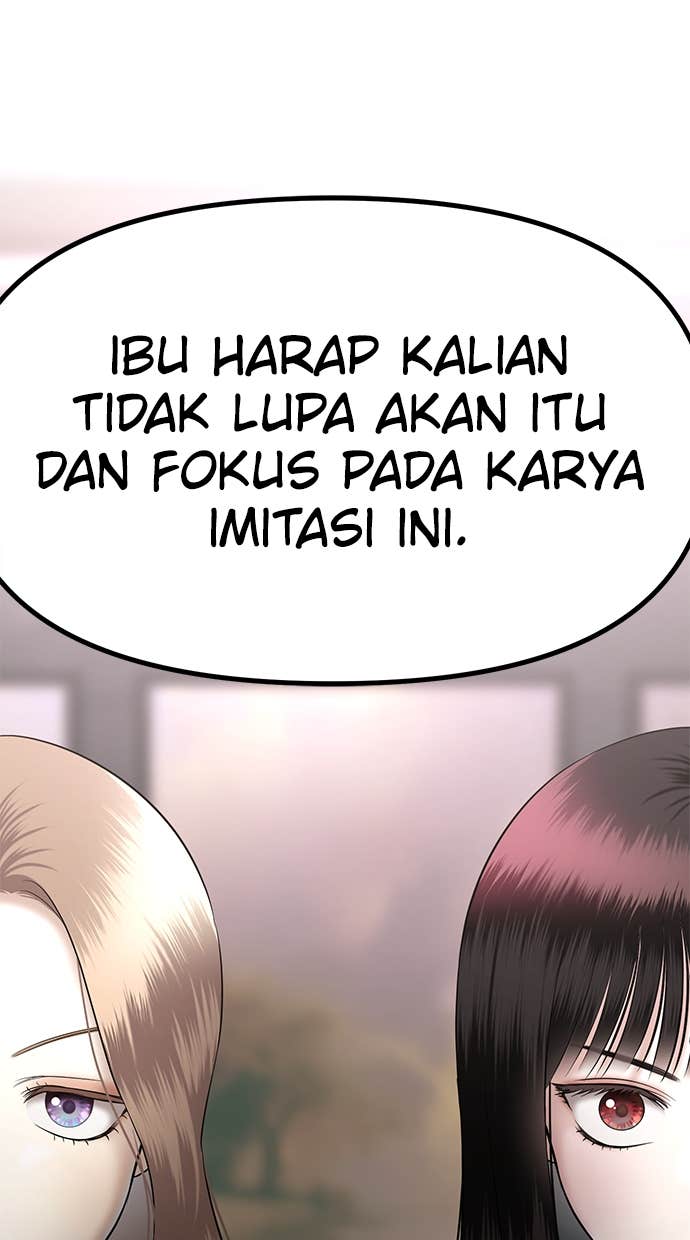 IBU HARAP KALIAN
TIDAK LUPA AKAN ITU
DAN FOKUS PADA KARYA
IMITASI INI.